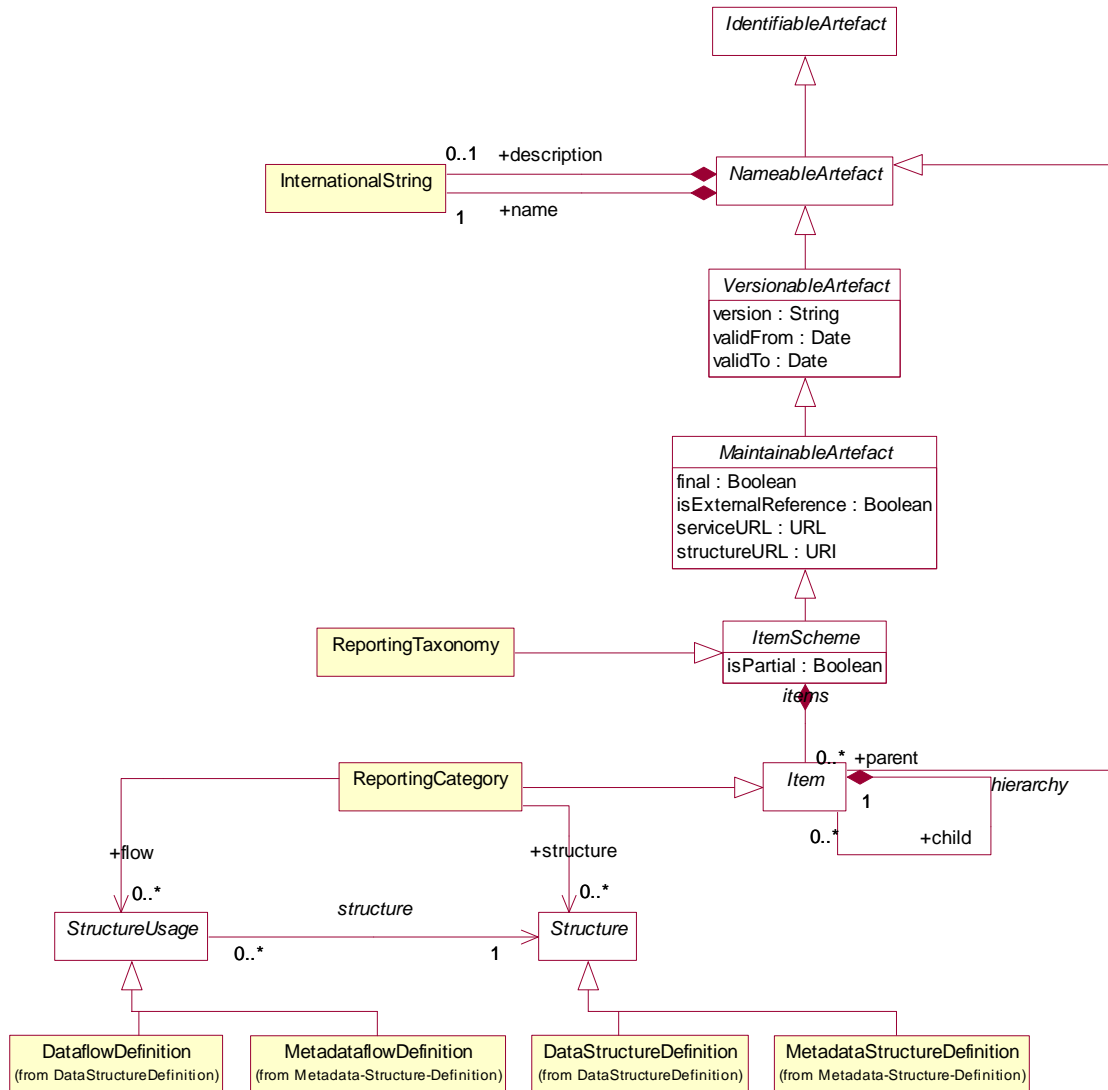 IdentifiableArtefact
0..1 +description
InternationalString
NameableArtefact
1 +name
VersionableArtefact
version : String
validFrom : Date
validTo : Date
MaintainableArtefact
final : Boolean
isExternalReference : Boolean
serviceURL : URL
structureURL : URI
ReportingTaxonomy
ItemScheme
isPartial : Boolean
items
0..* +parent
ReportingCategory
Item
hierarchy
1
0..* +child
+flow
+structure
0..*
0..*
structure
StructureUsage
Structure
0..* 1
DataflowDefinition
(from DataStructureDefinition)
MetadataflowDefinition
(from Metadata-Structure-Definition)
DataStructureDefinition
(from DataStructureDefinition)
MetadataStructureDefinition
(from Metadata-Structure-Definition)